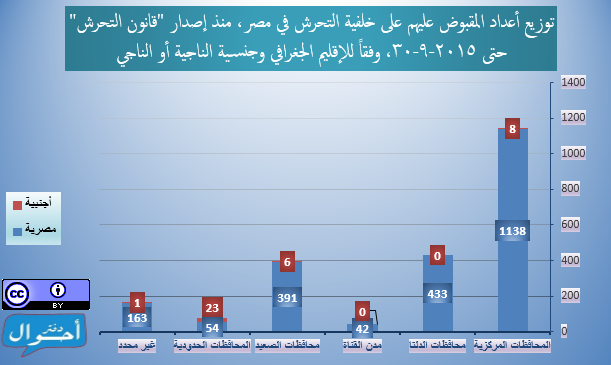 توزيع أعداد المقبوض عليهم على خلفية التحرش في مصر ، منذ إصدار "قانون التحرش"
حتى ٢٠١٥-٩-٣٠، وفقاً للإقليم الجغرافي وجنسية الناجية أو الناجي
1400
1200
1000
800
600
400
200
0
8
1138
0
433
0
42
6
391
23
54
1
163
المحافظات المركزية
محافظات الدلتا
مدن القناة
محافظات الصعيد
المحافظات الحدودية
غير محدد
أجنبية
مصرية
cc
BY
دفتر
أحوال